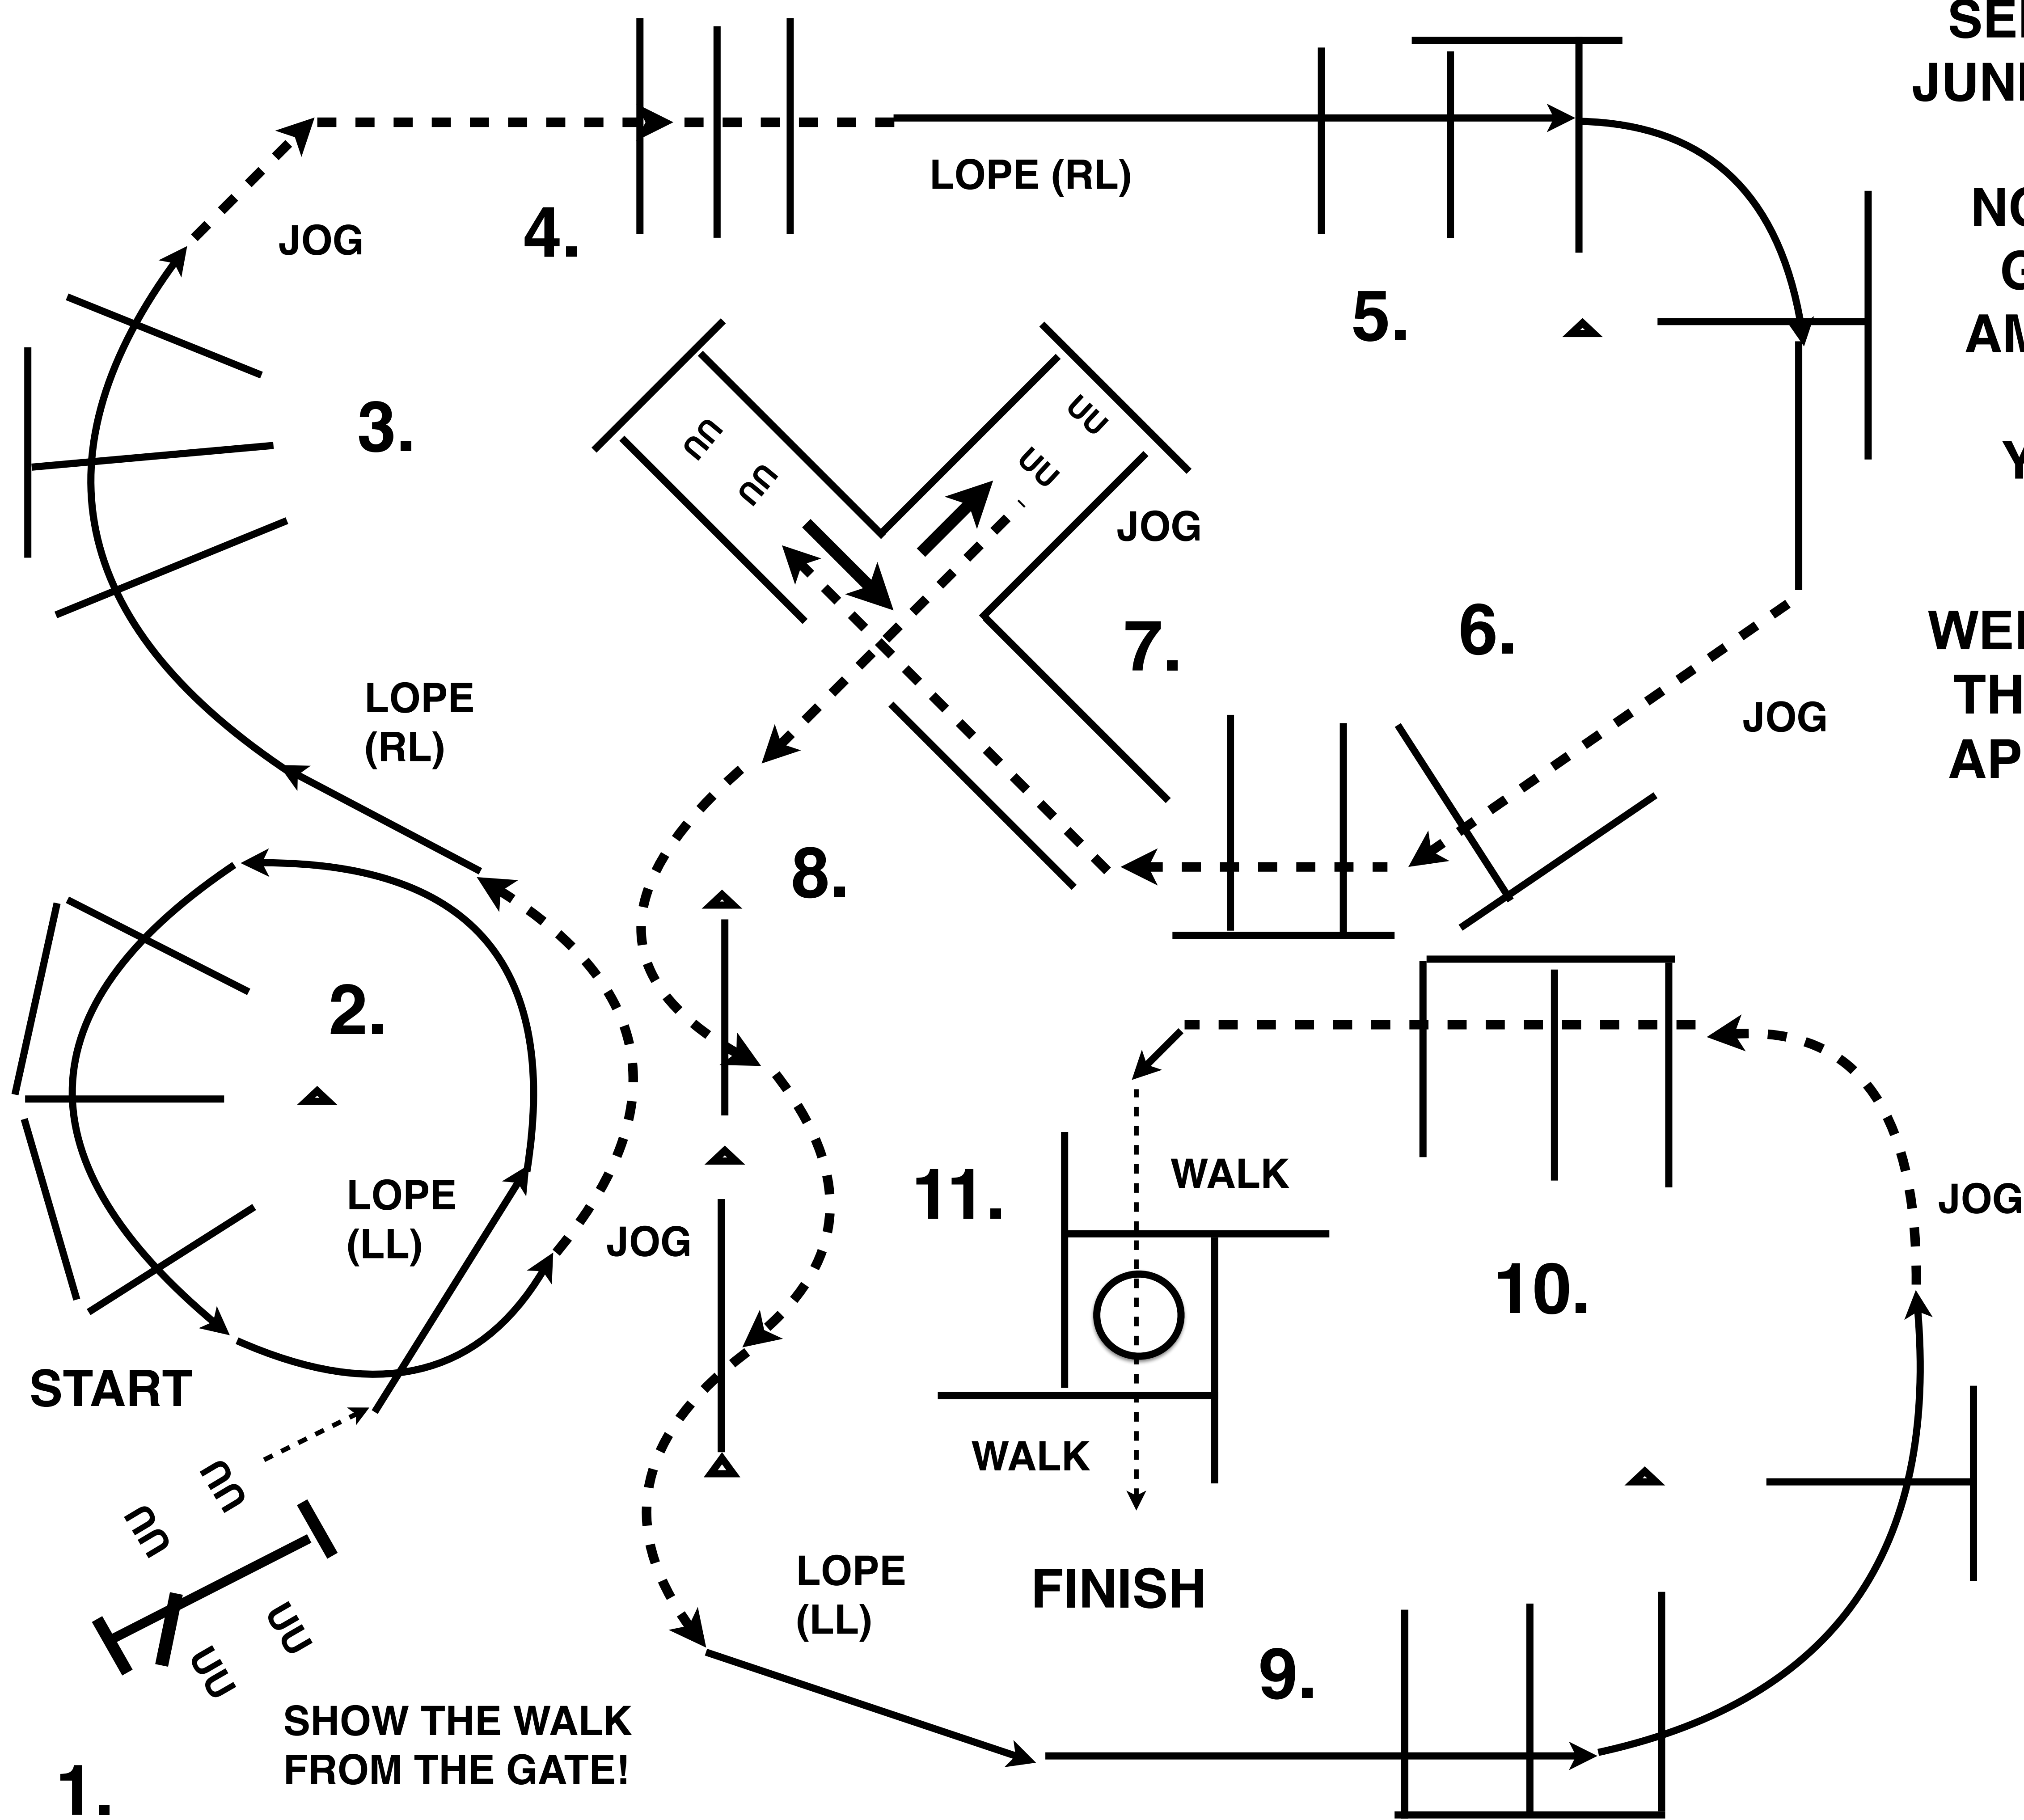 JOG
4.
LOPE (RL)
5.
3.
JOG
7.
6.
JOG
LOPE
(RL)
8.
2.
LOPE
(LL)
JOG
11.
WALK
10.
JOG
START
WALK
LOPE
(LL)
FINISH
9.
SHOW THE WALK
FROM THE GATE!
1.